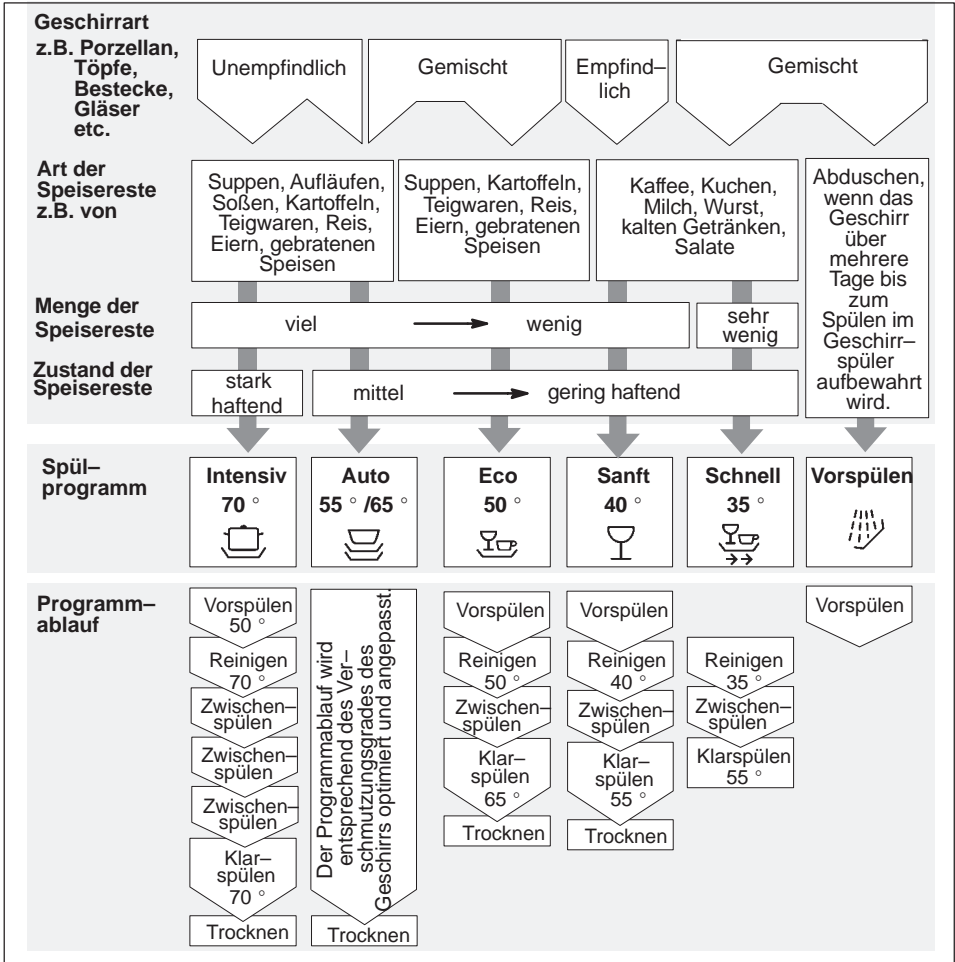 Geschirrart
z.B. Porzellan,
Töpfe,
Bestecke,
Gläser
etc.
Unempfindlich
Gemischt
Empfind–
lich
Gemischt
Art der
Speisereste
z.B. von
Suppen, Aufläufen,
Soßen, Kartoffeln,
Teigwaren, Reis,
Eiern, gebratenen
Speisen
Suppen, Kartoffeln,
Teigwaren, Reis,
Eiern, gebratenen
Speisen
Kaffee, Kuchen,
Milch, Wurst,
kalten Getränken,
Salate
Abduschen,
wenn das
Geschirr
über
mehrere
Tage bis
zum
Spülen im
Geschirr–
spüler
aufbewahrt
wird.
Menge der
Speisereste
viel
wenig
sehr
wenig
Zustand der
Speisereste
stark
haftend
mittel
gering haftend
Spül–
programm
Intensiv
70 °
Auto
55 ° /65 °
Eco
50 °
Sanft
40 °
Schnell
35 °
Vorspülen
Programm–
ablauf
Vorspülen
50 °
Reinigen
70 °
Zwischen–
spülen
Zwischen–
spülen
Zwischen–
spülen
Klar–
spülen
70 °
Trocknen
Der Programmablauf wird
entsprechend des Ver–
schmutzungsgrades des
Geschirrs optimiert und angepasst.
Trocknen
Vorspülen
Reinigen
50 °
Zwischen–
spülen
Klar–
spülen
65 °
Trocknen
Vorspülen
Reinigen
40 °
Zwischen–
spülen
Klar–
spülen
55 °
Trocknen
Reinigen
35 °
Zwischen–
spülen
Klarspülen
55 °
Vorspülen